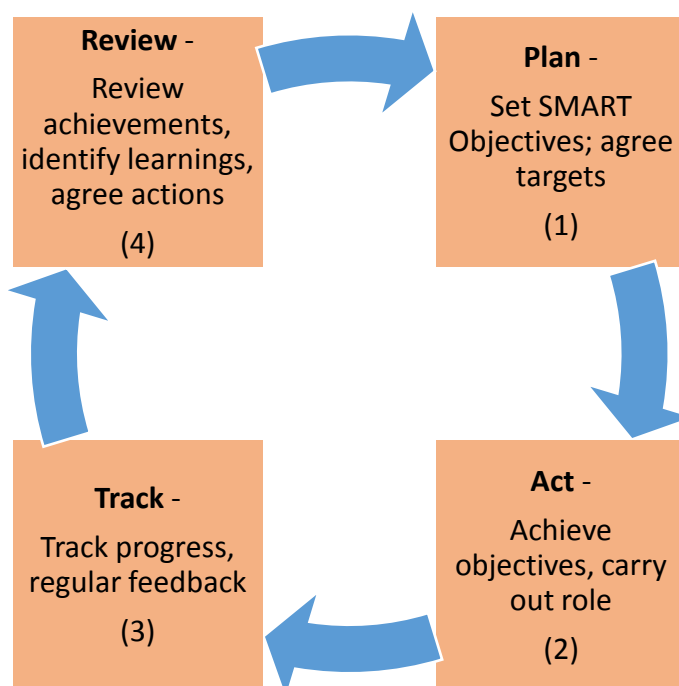 Review -
Review
achievements,
identify learnings,
agree actions
(4)
Plan -
Set SMART
Objectives; agree
targets
(1)
Track -
Track progress,
regular feedback
(3)
Act -
Achieve
objectives, carry
out role
(2)